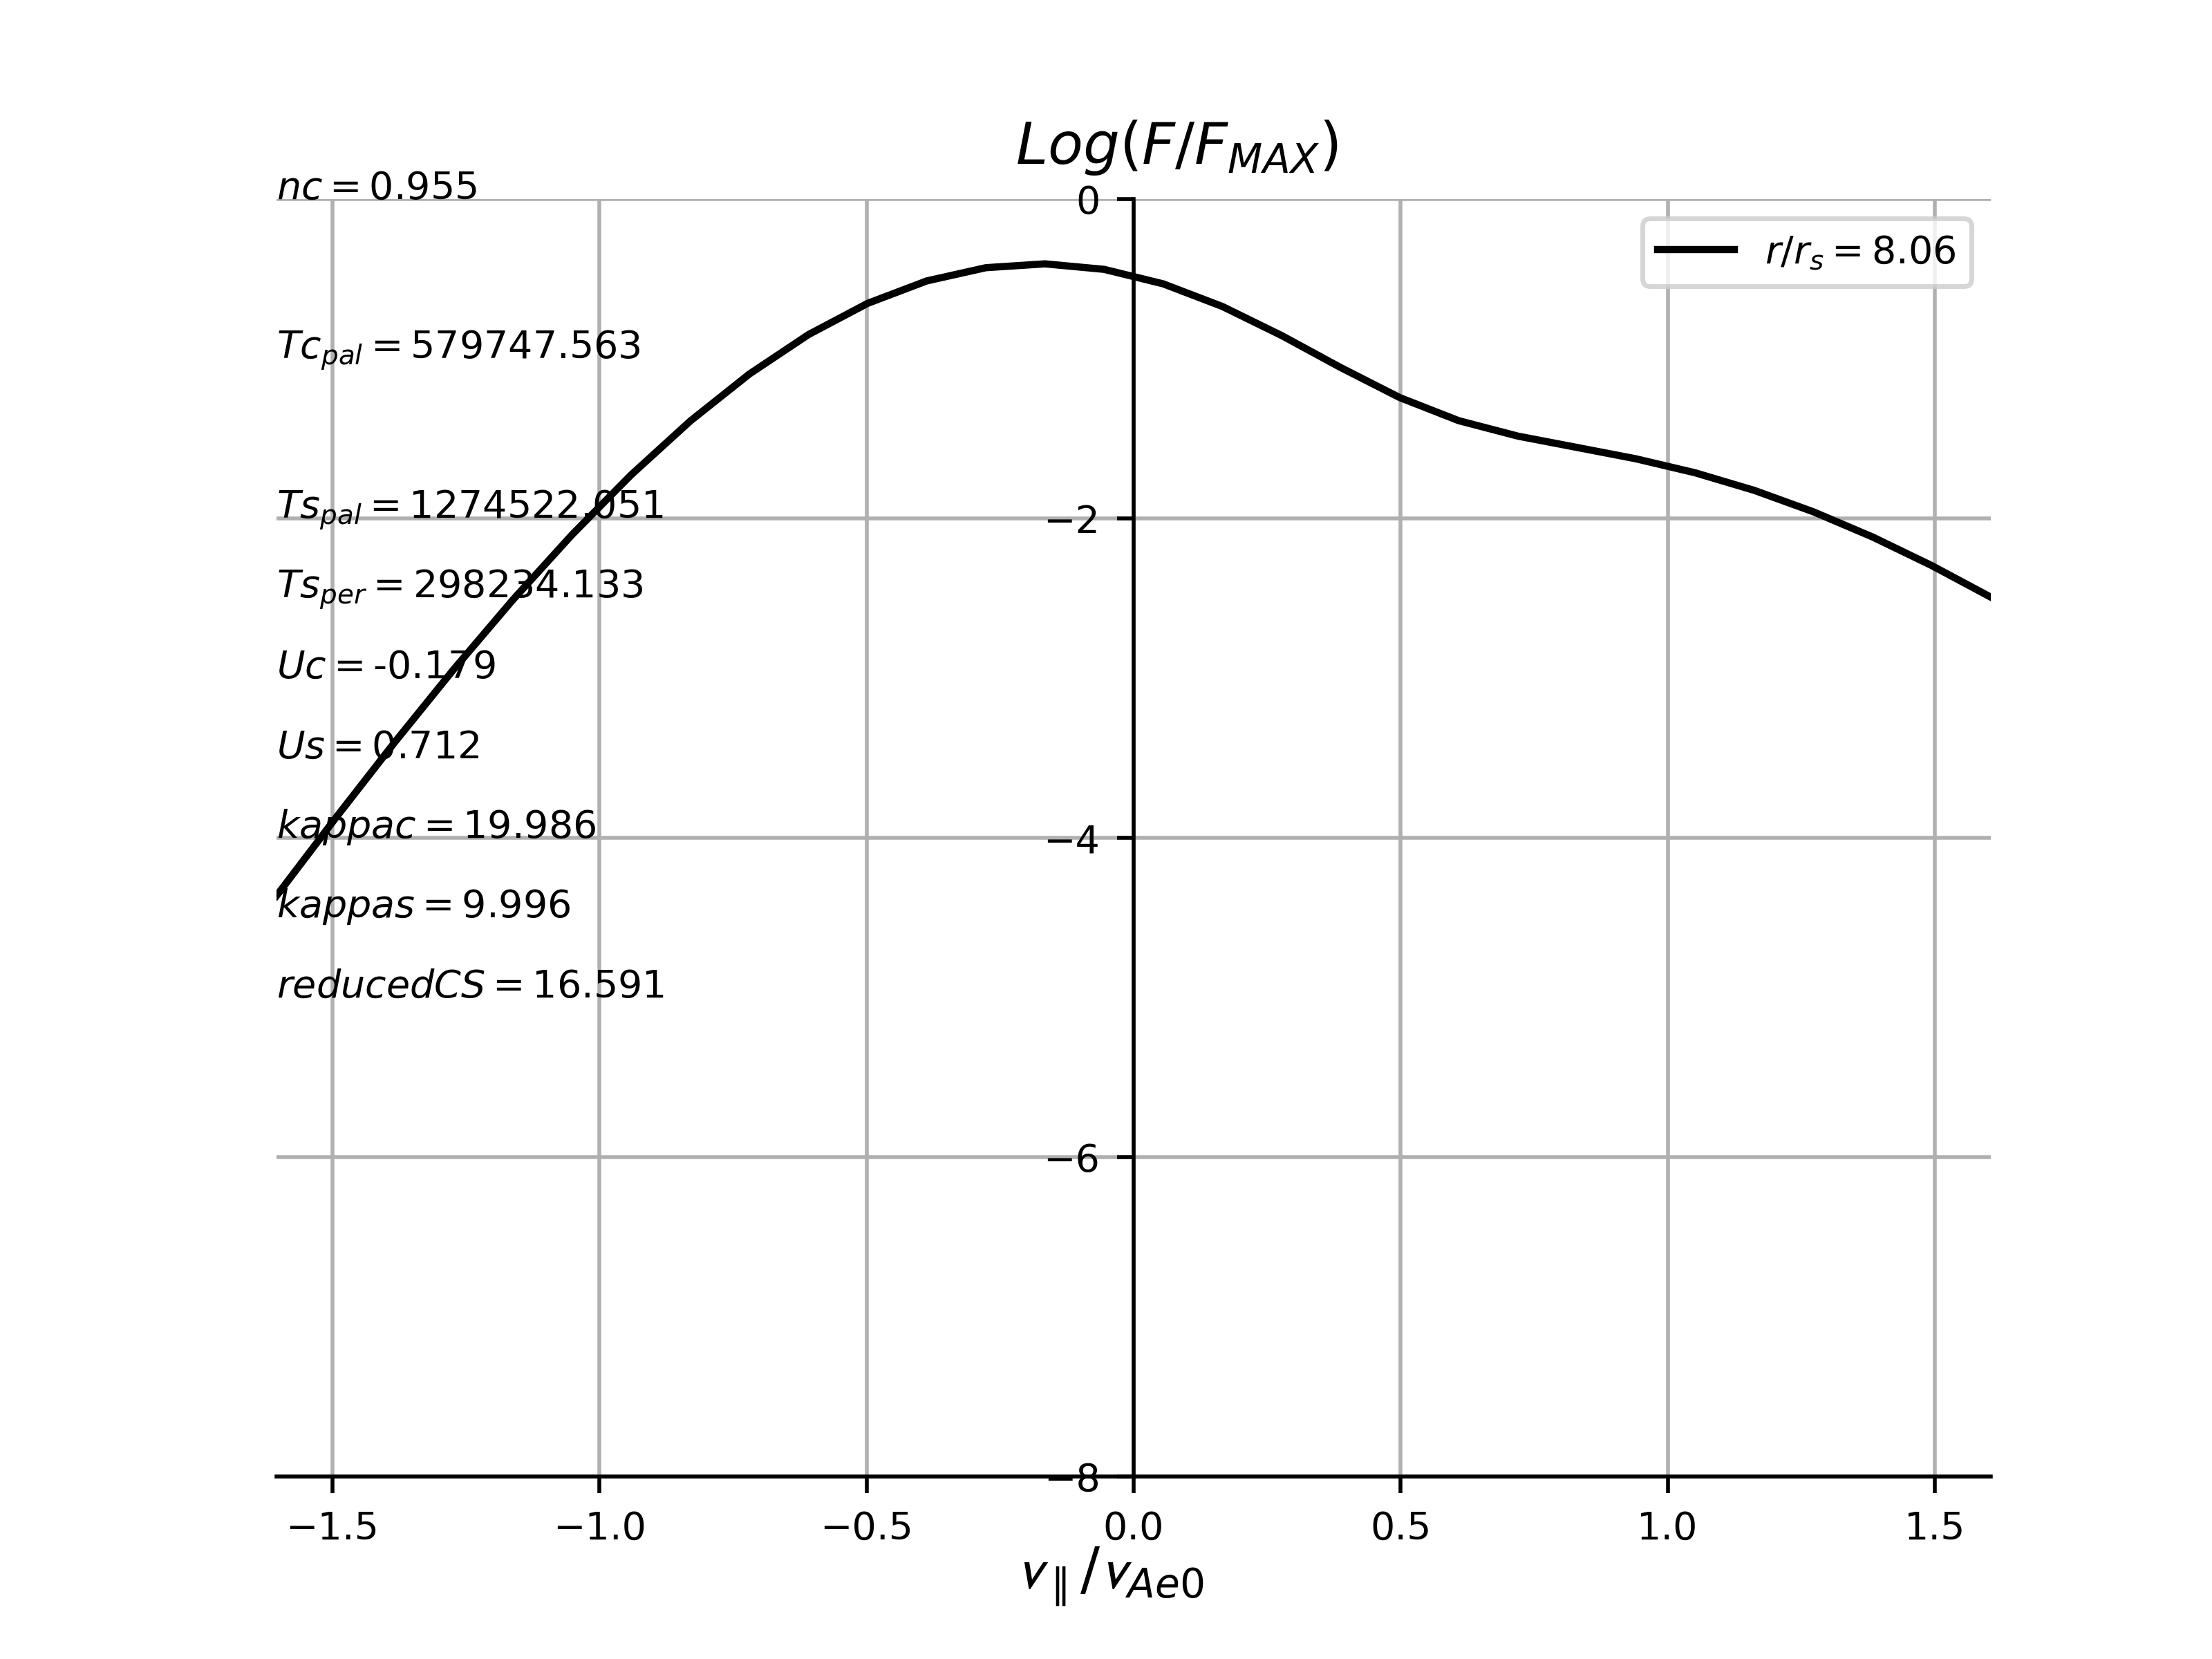 Log(F/F_MAX)
nc = 0.955
0
r/r_s = 8.06
Tc_pal = 579747.563
Ts_pal = 1274522.051
−2
Ts_per = 298234.133
Uc = -0.179
Us = 0.712
kappac = 19.986
−4
kappas = 9.996
reducedCS = 16.591
−6
−8
−1.5 −1.0 −0.5 0.0 0.5 1.0 1.5
v_∥/v_Ae0